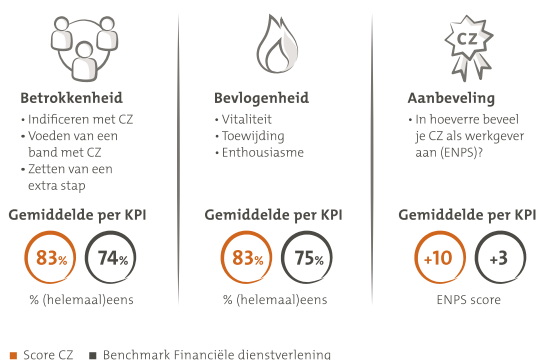 Betrokkenheid
• Indificeren met CZ
• Voeden van een
band met CZ
• Zetten van een
extra stap
Gemiddelde per KPI
83%
74%
% (helemaal)eens
Bevlogenheid
• Vitaliteit
• Toewijding
• Enthousiasme
Gemiddelde per KPI
83%
75%
% (helemaal)eens
CZ
Aanbeveling
• In hoeverre beveel
je CZ als werkgever
aan (ENPS)?
Gemiddelde per KPI
+10
+3
ENPS score
Score CZ
Benchmark Financiële dienstverlening